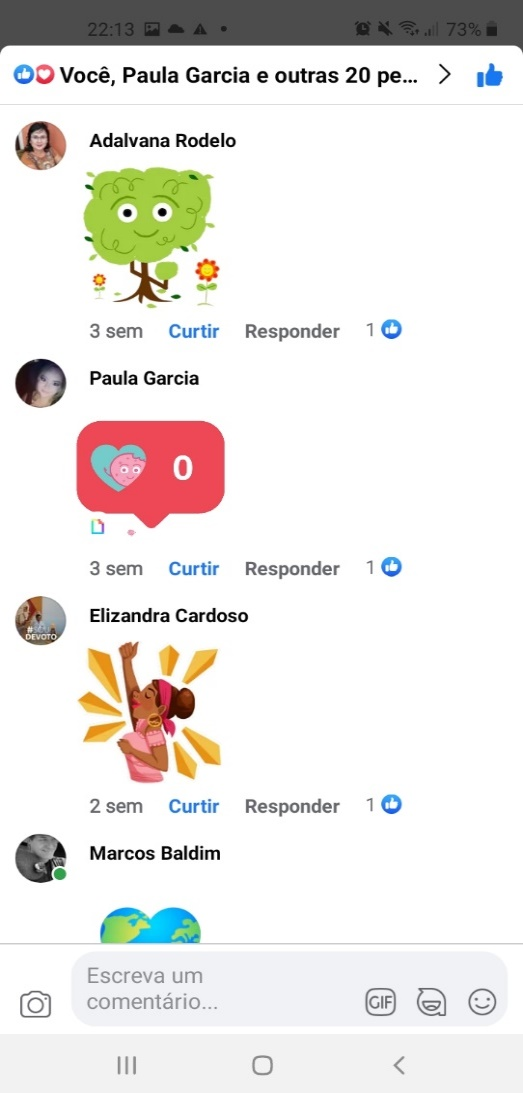 22:13
73%
Você, Paula Garcia e outras 20 pe...
Adalvana Rodelo
3 sem Curtir Responder 1
Paula Garcia
0
3 sem Curtir Responder 1
Elizandra Cardoso
DEVOTO
2 sem Curtir Responder 1
Marcos Baldim
Escreva um
comentário...
GIF